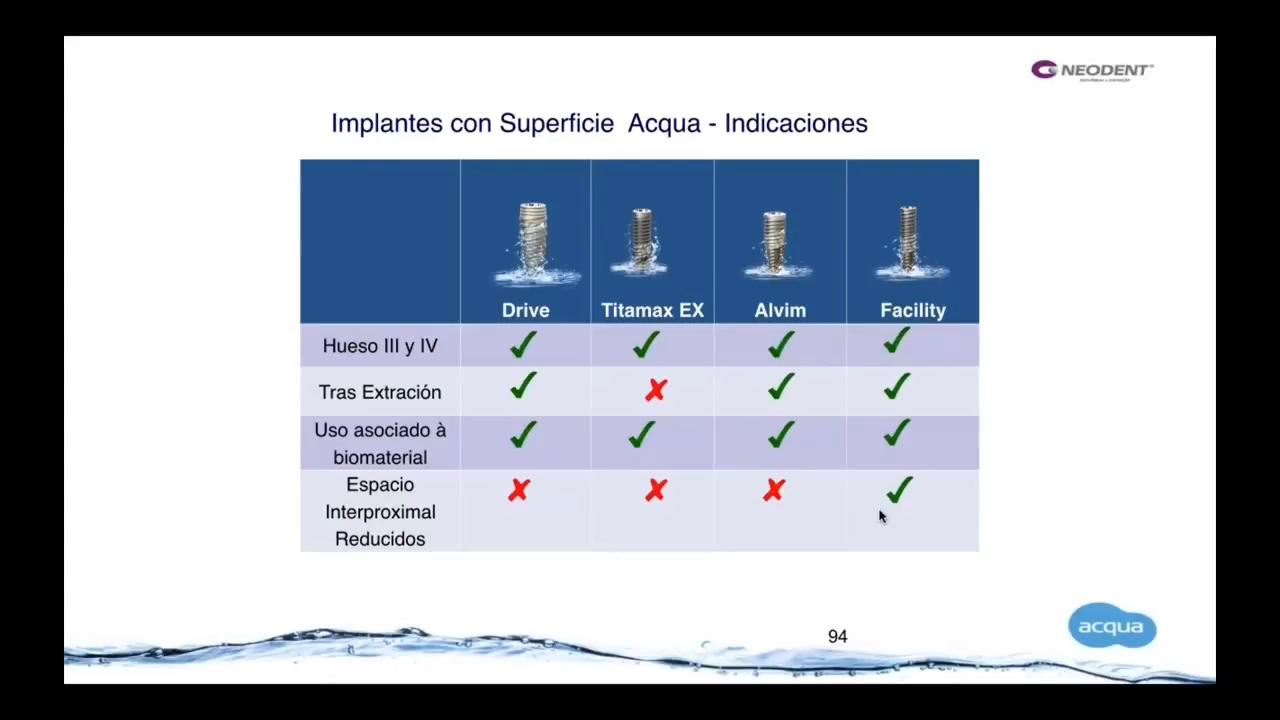 NEODENT
Implantes con Superficie Acqua - Indicaciones
Drive Titamax EX Alvim Facility
Hueso III y IV
Tras Extración
Uso asociado à
biomaterial
Espacio
Interproximal
Reducidos
94
acqua